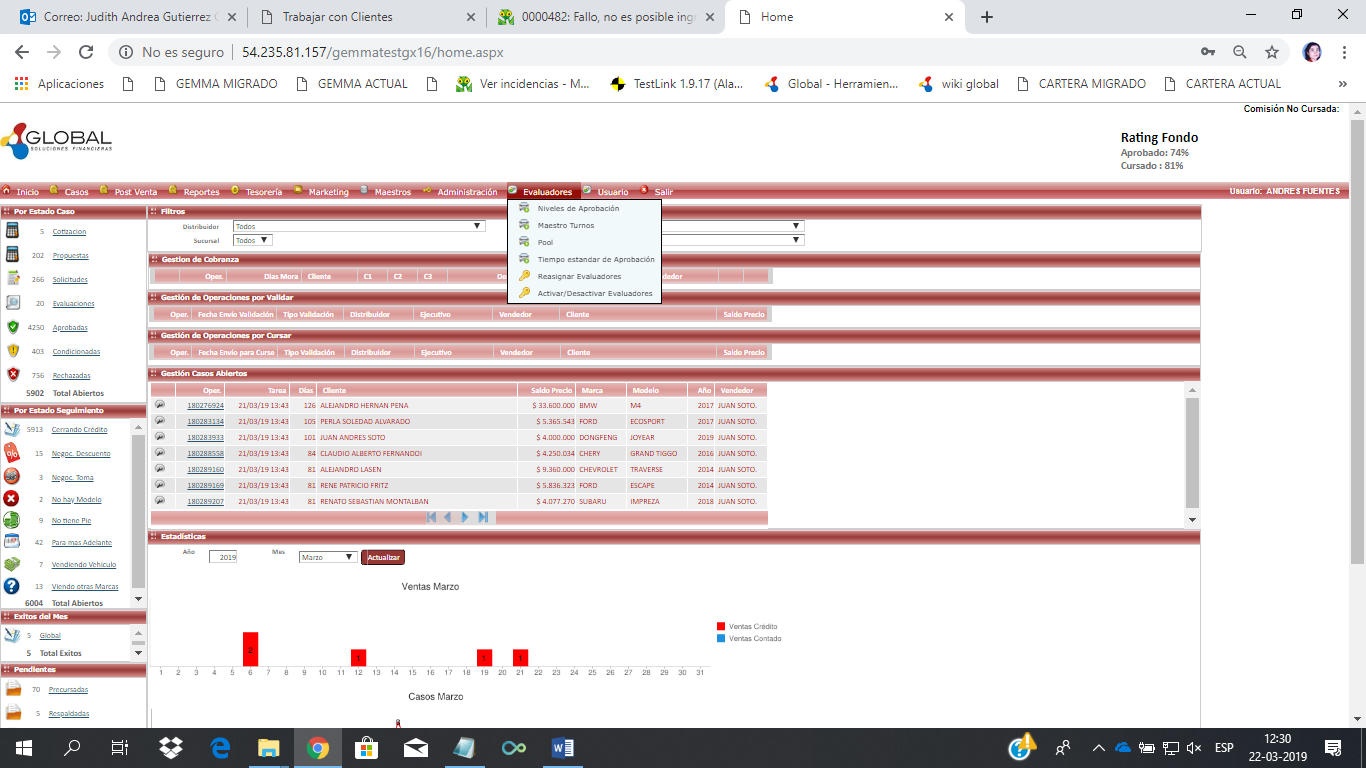 Correo: Judith Andrea Gutierrez
Trabajar con Clientes
0000482: Fallo, no es posible ing
Home
No es seguro
54.235.81.157/gemmatestgx16/home.aspx
Aplicaciones
GEMMA MIGRADO
GEMMA ACTUAL
Ver incidencias - M...
TestLink 1.9.17 (Ala...
Global - Herramien...
wiki global
CARTERA MIGRADO
CARTERA ACTUAL
»
Comisión No Cursada:
GLOBAL
SOLUCIONES FINANCIERAS
Rating Fondo
Aprobado: 74%
Cursado : 81%
Inicio Casos Post Venta Reportes Tesorería Marketing Maestros Administración Evaluadores Usuario Salir
Usuario: ANDRES FUENTES
Niveles de Aprobación
Maestro Turnos
Pool
Tiempo estandar de Aprobación
Reasignar Evaluadores
Activar/Desactivar Evaluadores
Por Estado Caso
5 Cotizacion
202 Propuestas
266 Solicitudes
20 Evaluaciones
4250 Aprobadas
403 Condicionadas
756 Rechazadas
5902 Total Abiertos
Por Estado Seguimiento
5913 Cerrando Crédito
15 Negoc. Descuento
3 Negoc. Toma
2 No hay Modelo
9 No tiene Pie
42 Para mas Adelante
7 Vendiendo Vehiculo
13 Viendo otras Marcas
6004 Total Abiertos
Exitos del Mes
5 Global
5 Total Exitos
Pendientes
70 Precursadas
5 Respaldadas
Filtros
Distribuidor Todos
Sucursal Todos
Gestion de Cobranza
Oper. Dias Mora Cliente C1 C2 C3
Gestión de Operaciones por Validar
Oper. Fecha Envío Validación Tipo Validación Distribuidor Ejecutivo Vendedor Cliente Saldo Precio
Gestión de Operaciones por Cursar
Oper. Fecha Envío para Curse Tipo Validación Distribuidor Ejecutivo Vendedor Cliente Saldo Precio
Gestión Casos Abiertos
Oper. Tarea Dias Cliente Saldo Precio Marca Modelo Año Vendedor
180276924 21/03/19 13:43 126 ALEJANDRO HERNAN PENA $ 33.600.000 BMW M4 2017 JUAN SOTO.
180283134 21/03/19 13:43 105 PERLA SOLEDAD ALVARADO $ 5.365.543 FORD ECOSPORT 2017 JUAN SOTO.
180283933 21/03/19 13:43 101 JUAN ANDRES SOTO $ 4.000.000 DONGFENG JOYEAR 2019 JUAN SOTO.
180288558 21/03/19 13:43 84 CLAUDIO ALBERTO FERNANDOI $ 4.250.034 CHERY GRAND TIGGO 2016 JUAN SOTO.
180289160 21/03/19 13:43 81 ALEJANDRO LASEN $ 9.360.000 CHEVROLET TRAVERSE 2014 JUAN SOTO.
180289169 21/03/19 13:43 81 RENE PATRICIO FRITZ $ 5.836.323 FORD ESCAPE 2014 JUAN SOTO.
180289207 21/03/19 13:43 81 RENATO SEBASTIAN MONTALBAN $ 4.077.270 SUBARU IMPREZA 2018 JUAN SOTO.
Estadísticas
Año 2019 Mes Marzo Actualizar
Ventas Marzo
Ventas Crédito
Ventas Contado
2 1 1 1
1 2 3 4 5 6 7 8 9 10 11 12 13 14 15 16 17 18 19 20 21 22 23 24 25 26 27 28 29 30 31
Casos Marzo
ESP
12:30
22-03-2019